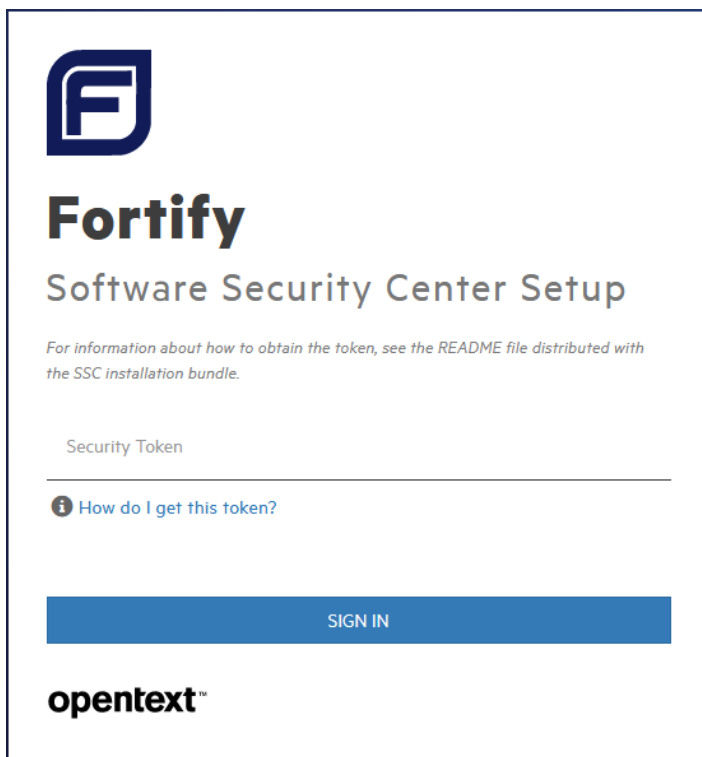 F
Fortify
Software Security Center Setup
For information about how to obtain the token, see the README file distributed with
the SSC installation bundle.
Security Token
i How do I get this token?
SIGN IN
opentext™